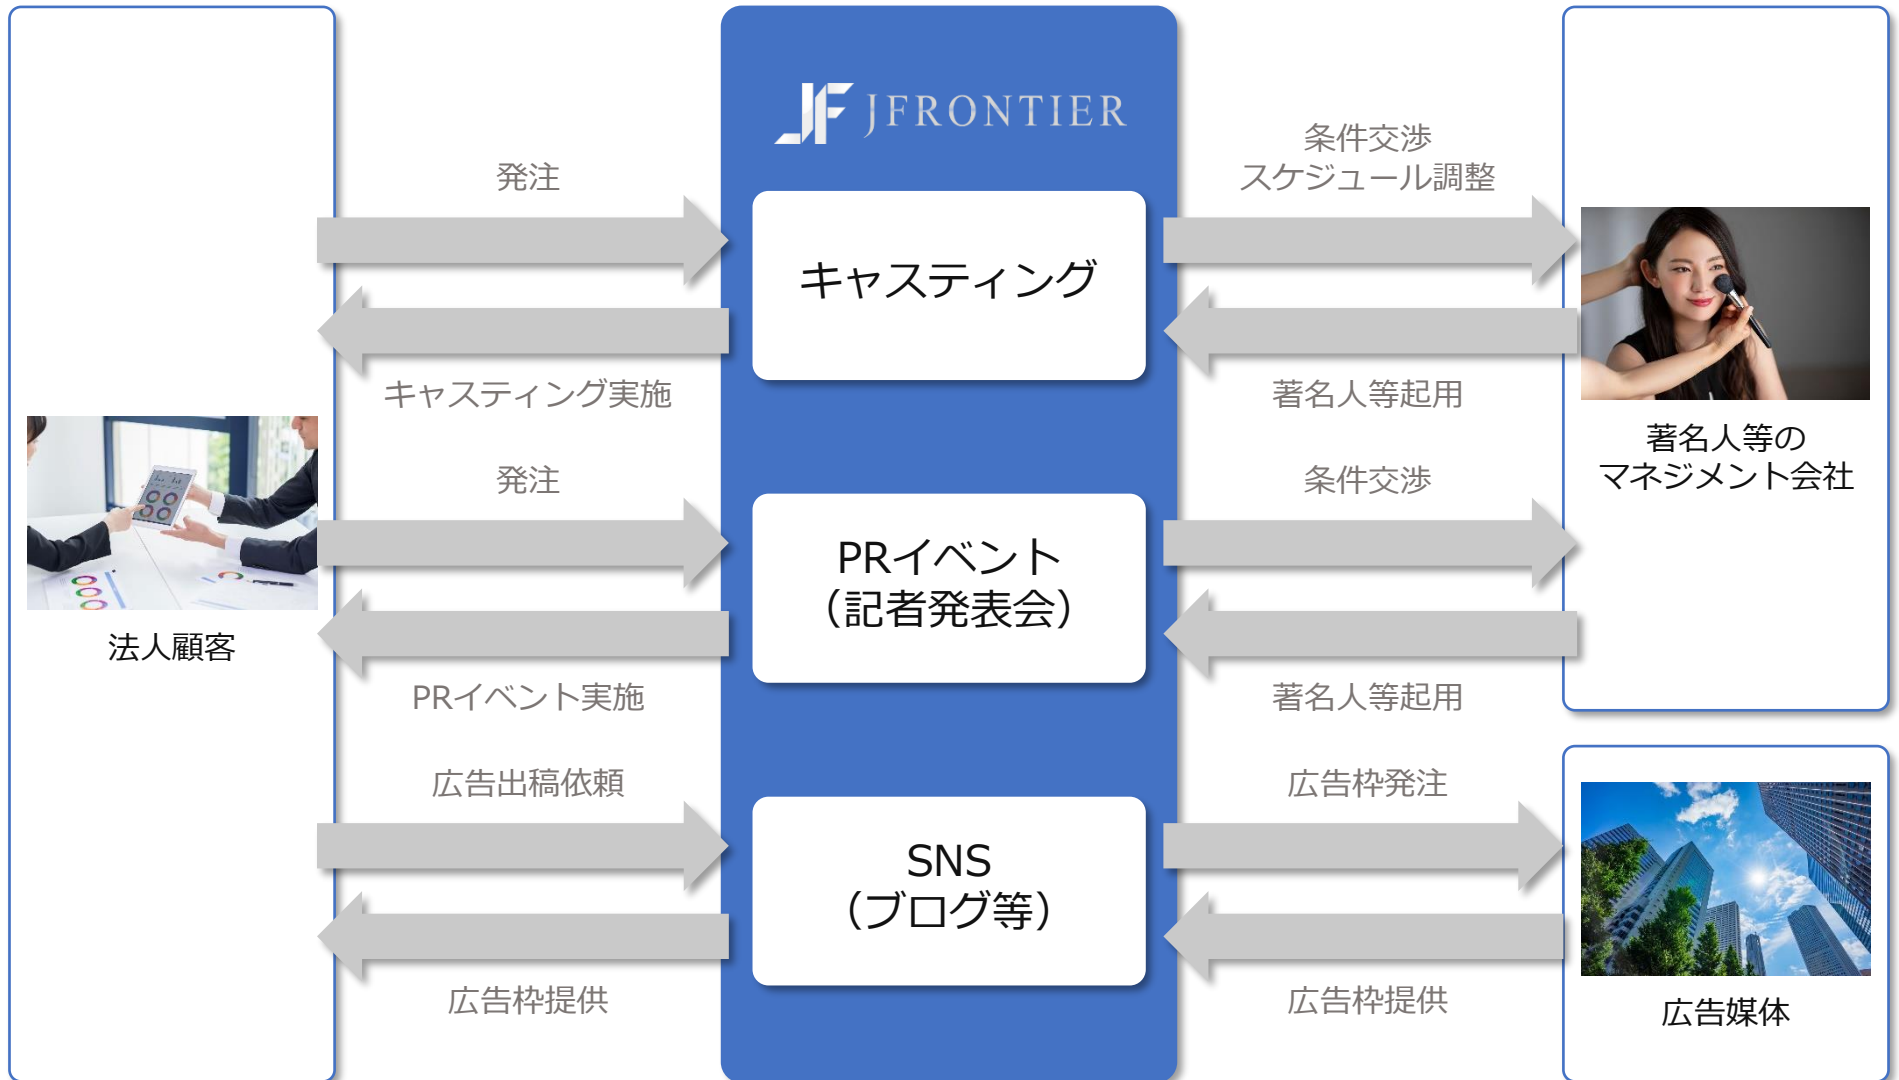 JF JFRONTIER
発注
条件交渉
スケジュール調整
キャスティング
キャスティング実施
著名人等起用
著名人等の
マネジメント会社
発注
条件交渉
PRイベント
（記者発表会）
法人顧客
PRイベント実施
著名人等起用
広告出稿依頼
広告枠発注
SNS
（ブログ等）
広告枠提供
広告枠提供
広告媒体